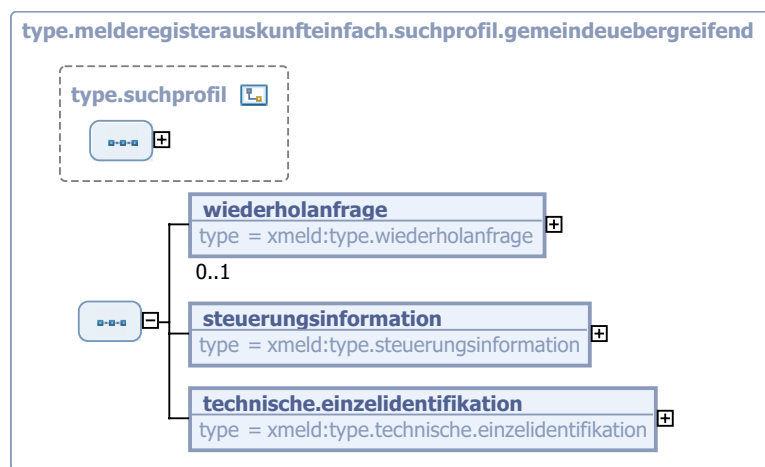 type.melderegisterauskunfteinfach.suchprofil.gemeindeuebergreifend
type.suchprofil
wiederholanfrage
type = xmeld:type.wiederholanfrage
0..1
steuerungsinformation
type = xmeld:type.steuerungsinformation
technische.einzelidentifikation
type = xmeld:type.technische.einzelidentifikation